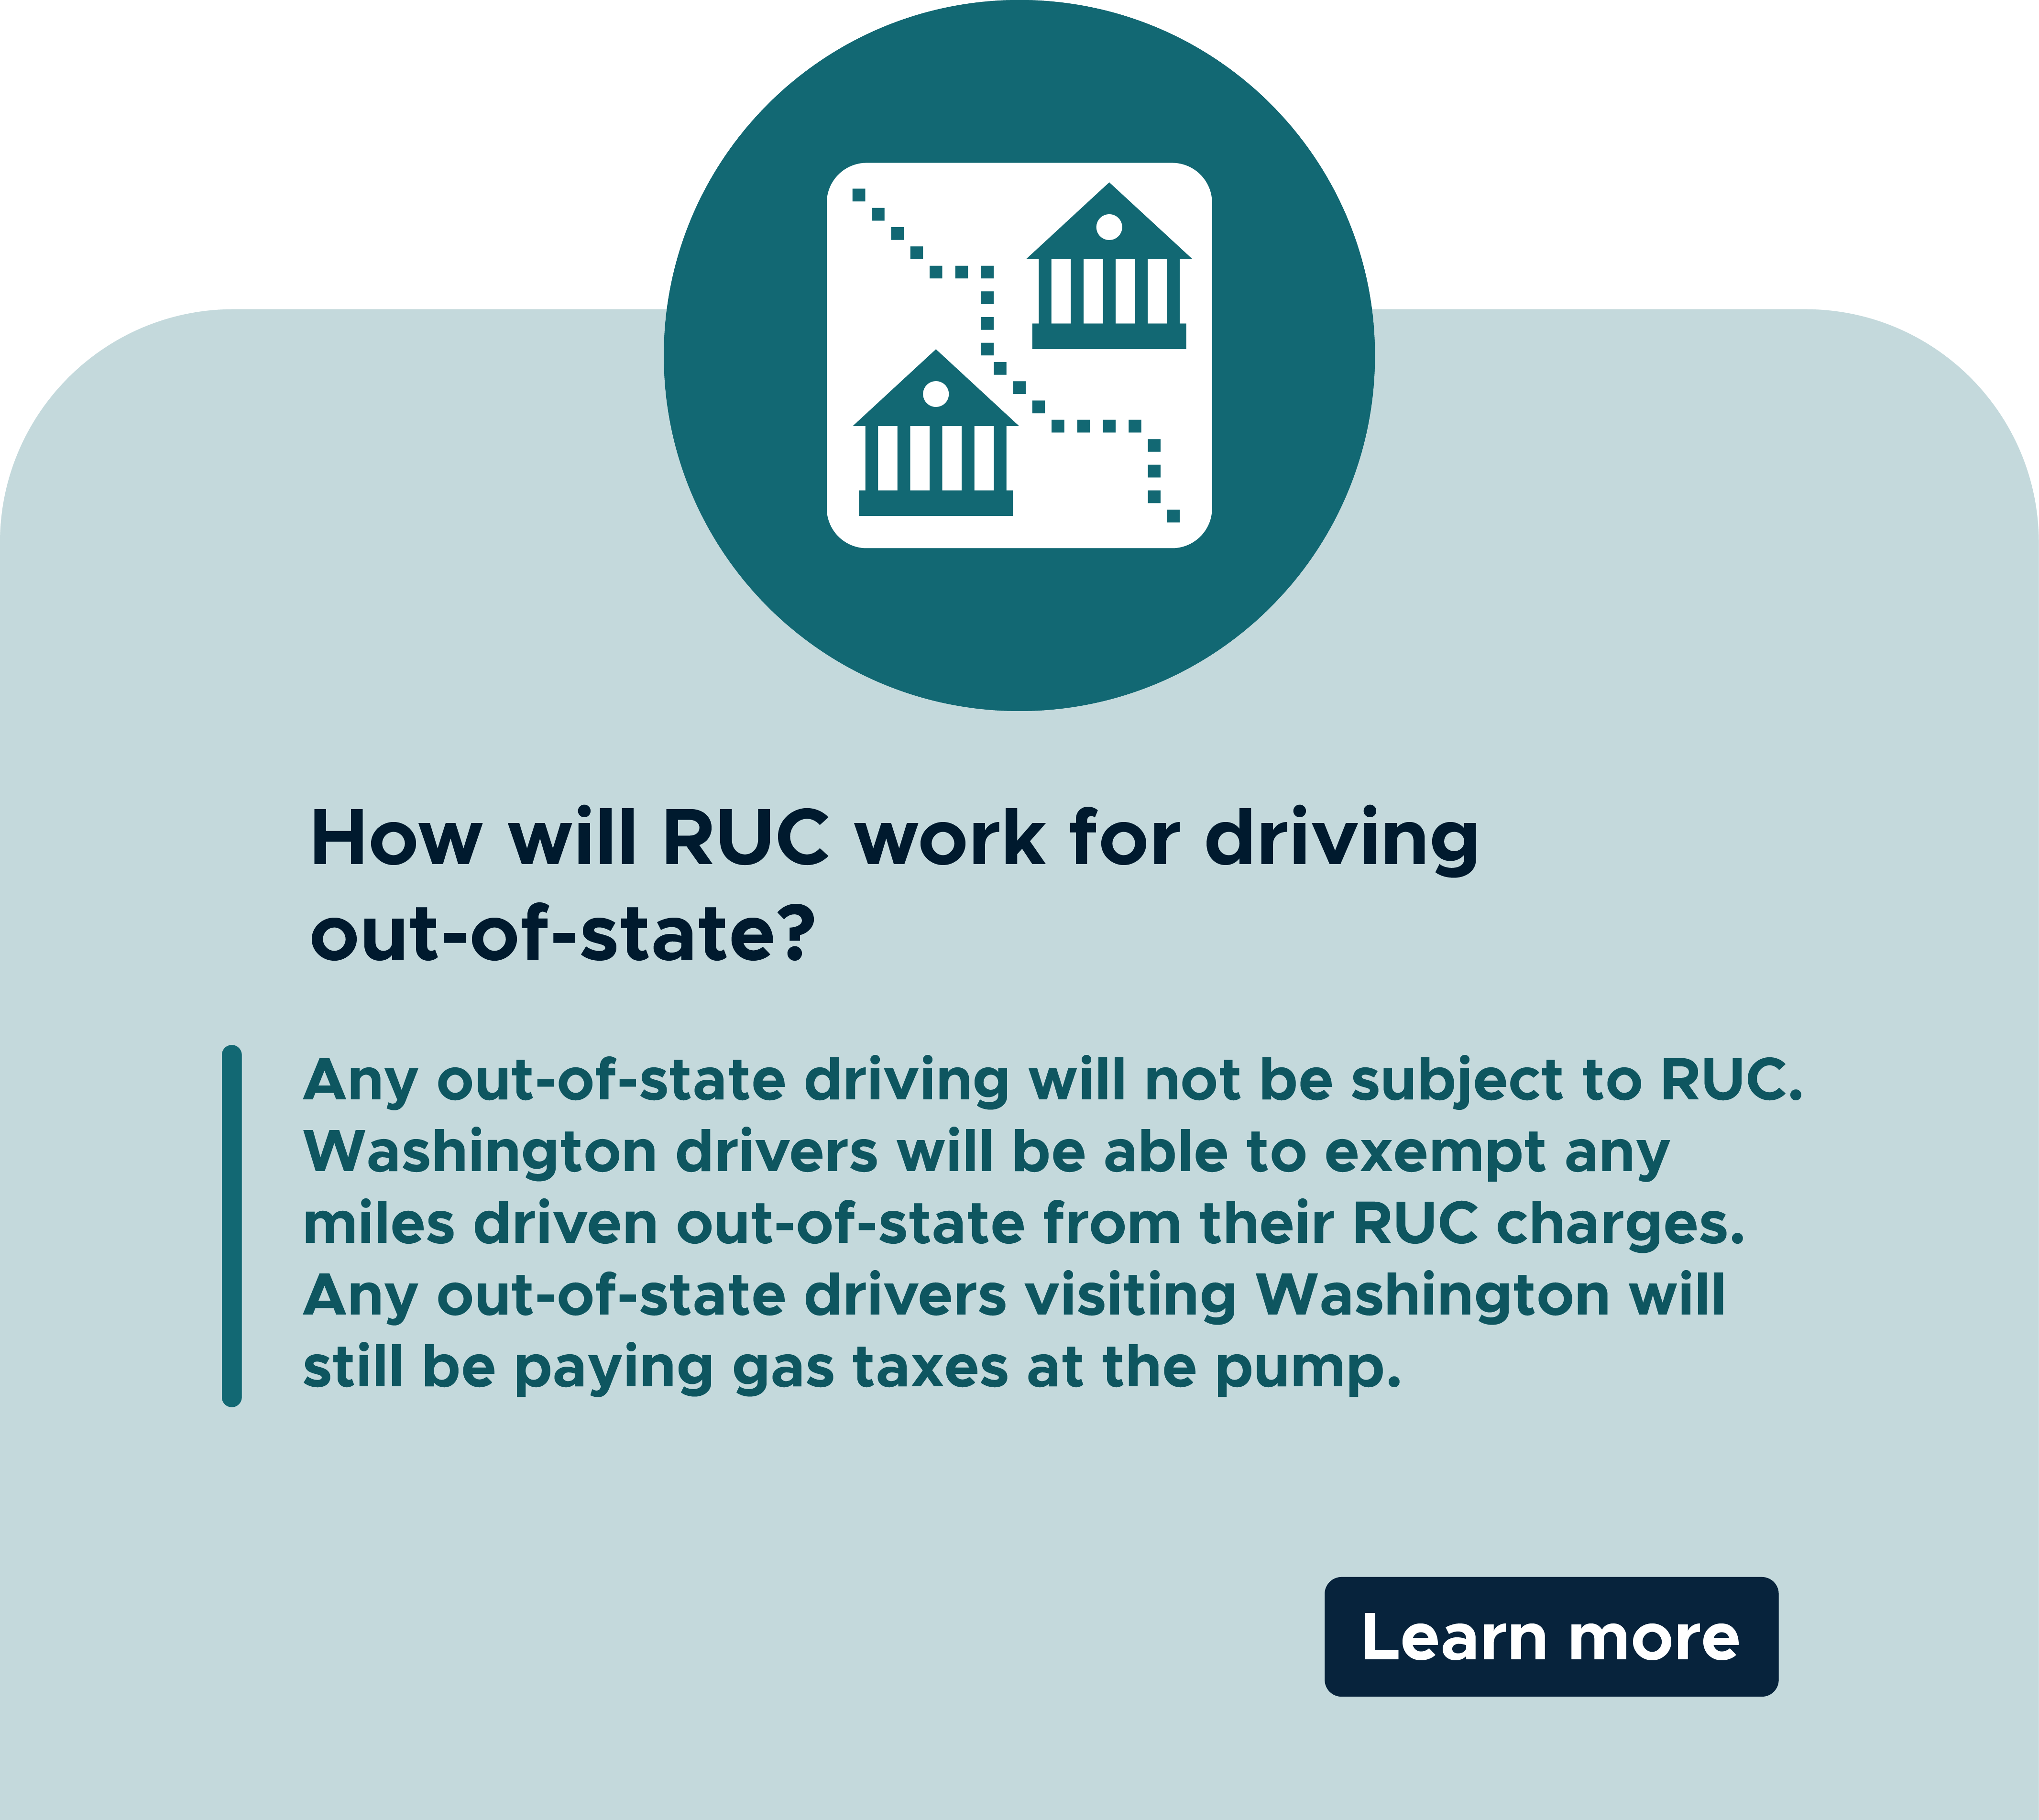 How will RUC work for driving
out-of-state?
Any out-of-state driving will not be subject to RUC.
Washington drivers will be able to exempt any
miles driven out-of-state from their RUC charges.
Any out-of-state drivers visiting Washington will
still be paying gas taxes at the pump.
Learn more